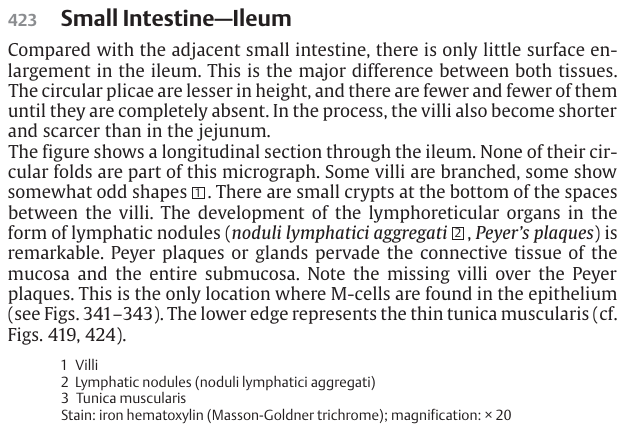 423 Small Intestine—Ileum
Compared with the adjacent small intestine, there is only little surface en-
largement in the ileum. This is the major difference between both tissues.
The circular plicae are lesser in height, and there are fewer and fewer of them
until they are completely absent. In the process, the villi also become shorter
and scarcer than in the jejunum.
The figure shows a longitudinal section through the ileum. None of their cir-
cular folds are part of this micrograph. Some villi are branched, some show
somewhat odd shapes 1. There are small crypts at the bottom of the spaces
between the villi. The development of the lymphoreticular organs in the
form of lymphatic nodules (noduli lymphatici aggregati 2, Peyer's plaques) is
remarkable. Peyer plaques or glands pervade the connective tissue of the
mucosa and the entire submucosa. Note the missing villi over the Peyer
plaques. This is the only location where M-cells are found in the epithelium
(see Figs. 341–343). The lower edge represents the thin tunica muscularis (cf.
Figs. 419, 424).
1 Villi
2 Lymphatic nodules (noduli lymphatici aggregati)
3 Tunica muscularis
Stain: iron hematoxylin (Masson-Goldner trichrome); magnification: × 20